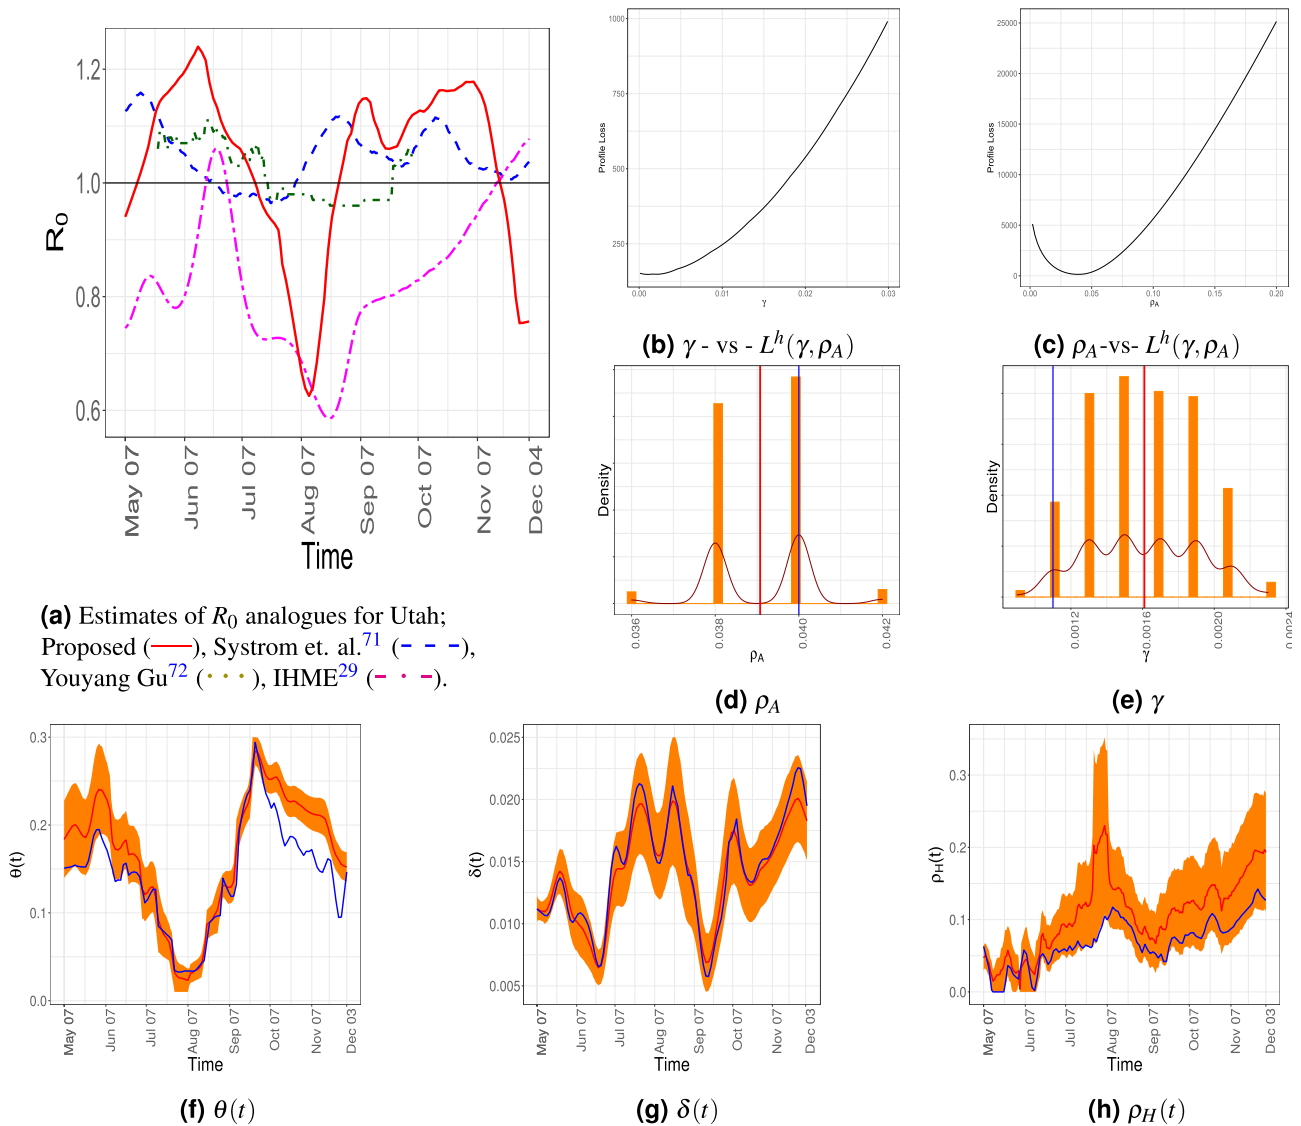 1.2
1.0
0.8
0.6
R0
May 07
Jun 07
Jul 07
Aug 07
Sep 07
Oct 07
Nov 07
Dec 04
Time
(a) Estimates of R0 analogues for Utah;
Proposed (—), Systrom et. al.71 (– – –),
Youyang Gu72 (· · ·), IHME29 (– · –).
1000
750
500
250
Profile Loss
0.00
0.01
0.02
0.03
γ
(b) γ - vs - Lh(γ, ρA)
25000
20000
15000
10000
5000
0
Profile Loss
0.00
0.05
0.10
0.15
0.20
ρA
(c) ρA-vs- Lh(γ, ρA)
Density
0.036
0.038
0.040
0.042
ρA
(d) ρA
Density
0.0012
0.0016
0.0020
0.0024
γ
(e) γ
0.3
0.2
0.1
0.0
θ(t)
May 07
Jun 07
Jul 07
Aug 07
Sep 07
Oct 07
Nov 07
Dec 03
Time
(f) θ(t)
0.025
0.020
0.015
0.010
0.005
δ(t)
May 07
Jun 07
Jul 07
Aug 07
Sep 07
Oct 07
Nov 07
Dec 03
Time
(g) δ(t)
0.3
0.2
0.1
0.0
ρH(t)
May 07
Jun 07
Jul 07
Aug 07
Sep 07
Oct 07
Nov 07
Dec 03
Time
(h) ρH(t)